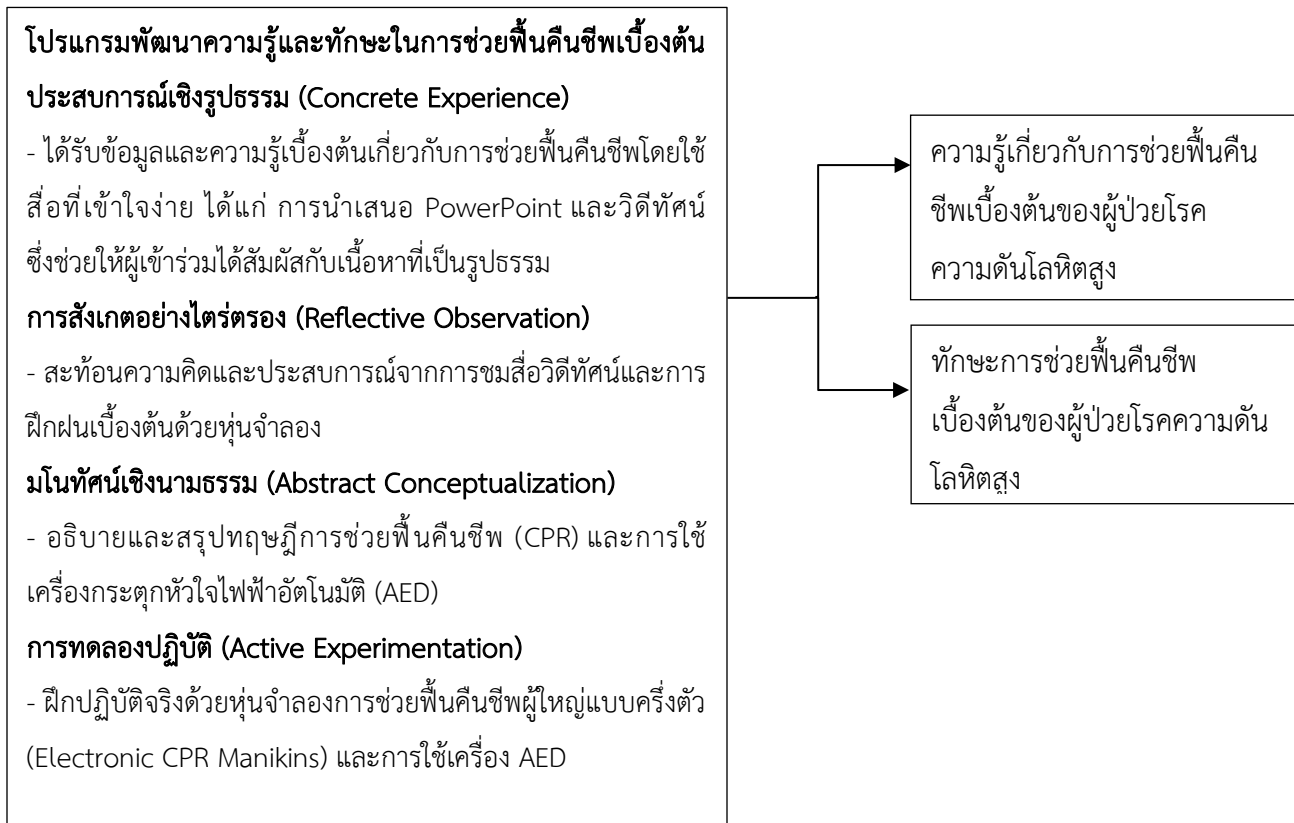 โปรแกรมพัฒนาความรู้และทักษะในการช่วยฟื้นคืนชีพเบื้องต้น
ประสบการณ์เชิงรูปธรรม (Concrete Experience)
- ได้รับข้อมูลและความรู้เบื้องต้นเกี่ยวกับการช่วยฟื้นคืนชีพโดยใช้
สื่อที่เข้าใจง่าย ได้แก่ การนำเสนอ PowerPoint และวิดีทัศน์
ซึ่งช่วยให้ผู้เข้าร่วมได้สัมผัสกับเนื้อหาที่เป็นรูปธรรม
การสังเกตอย่างไตร่ตรอง (Reflective Observation)
- สะท้อนความคิดและประสบการณ์จากการชมสื่อวิดีทัศน์และการ
ฝึกฝนเบื้องต้นด้วยหุ่นจำลอง
มโนทัศน์เชิงนามธรรม (Abstract Conceptualization)
- อธิบายและสรุปทฤษฎีการช่วยฟื้นคืนชีพ (CPR) และการใช้
เครื่องกระตุกหัวใจไฟฟ้าอัตโนมัติ (AED)
การทดลองปฏิบัติ (Active Experimentation)
- ฝึกปฏิบัติจริงด้วยหุ่นจำลองการช่วยฟื้นคืนชีพผู้ใหญ่แบบครึ่งตัว
(Electronic CPR Manikins) และการใช้เครื่อง AED
ความรู้เกี่ยวกับการช่วยฟื้นคืน
ชีพเบื้องต้นของผู้ป่วยโรค
ความดันโลหิตสูง
ทักษะการช่วยฟื้นคืนชีพ
เบื้องต้นของผู้ป่วยโรคความดัน
โลหิตสูง